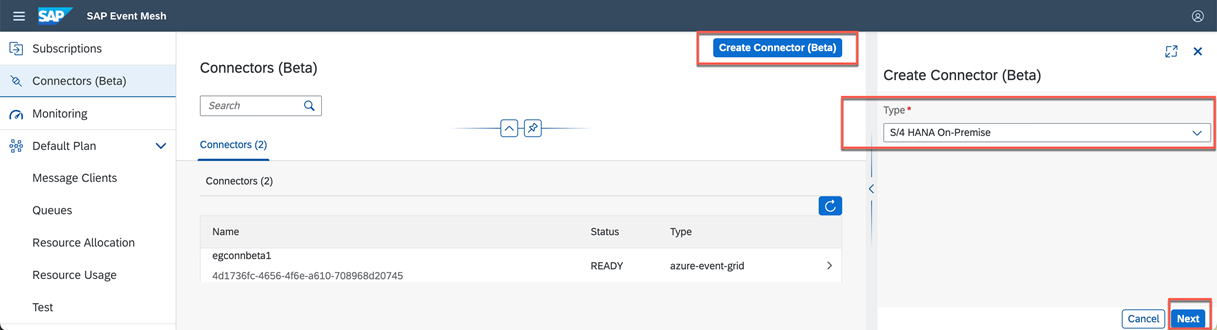 SAP SAP Event Mesh
Subscriptions
Connectors (Beta)
Monitoring
Default Plan
Message Clients
Queues
Resource Allocation
Resource Usage
Test
Create Connector (Beta)
Connectors (Beta)
Search
Connectors (2)
Connectors (2)
Name Status Type
egconnbeta1
4d1736fc-4656-4f6e-a610-708968d20745
READY azure-event-grid
Create Connector (Beta)
Type*
S/4 HANA On-Premise
Cancel Next